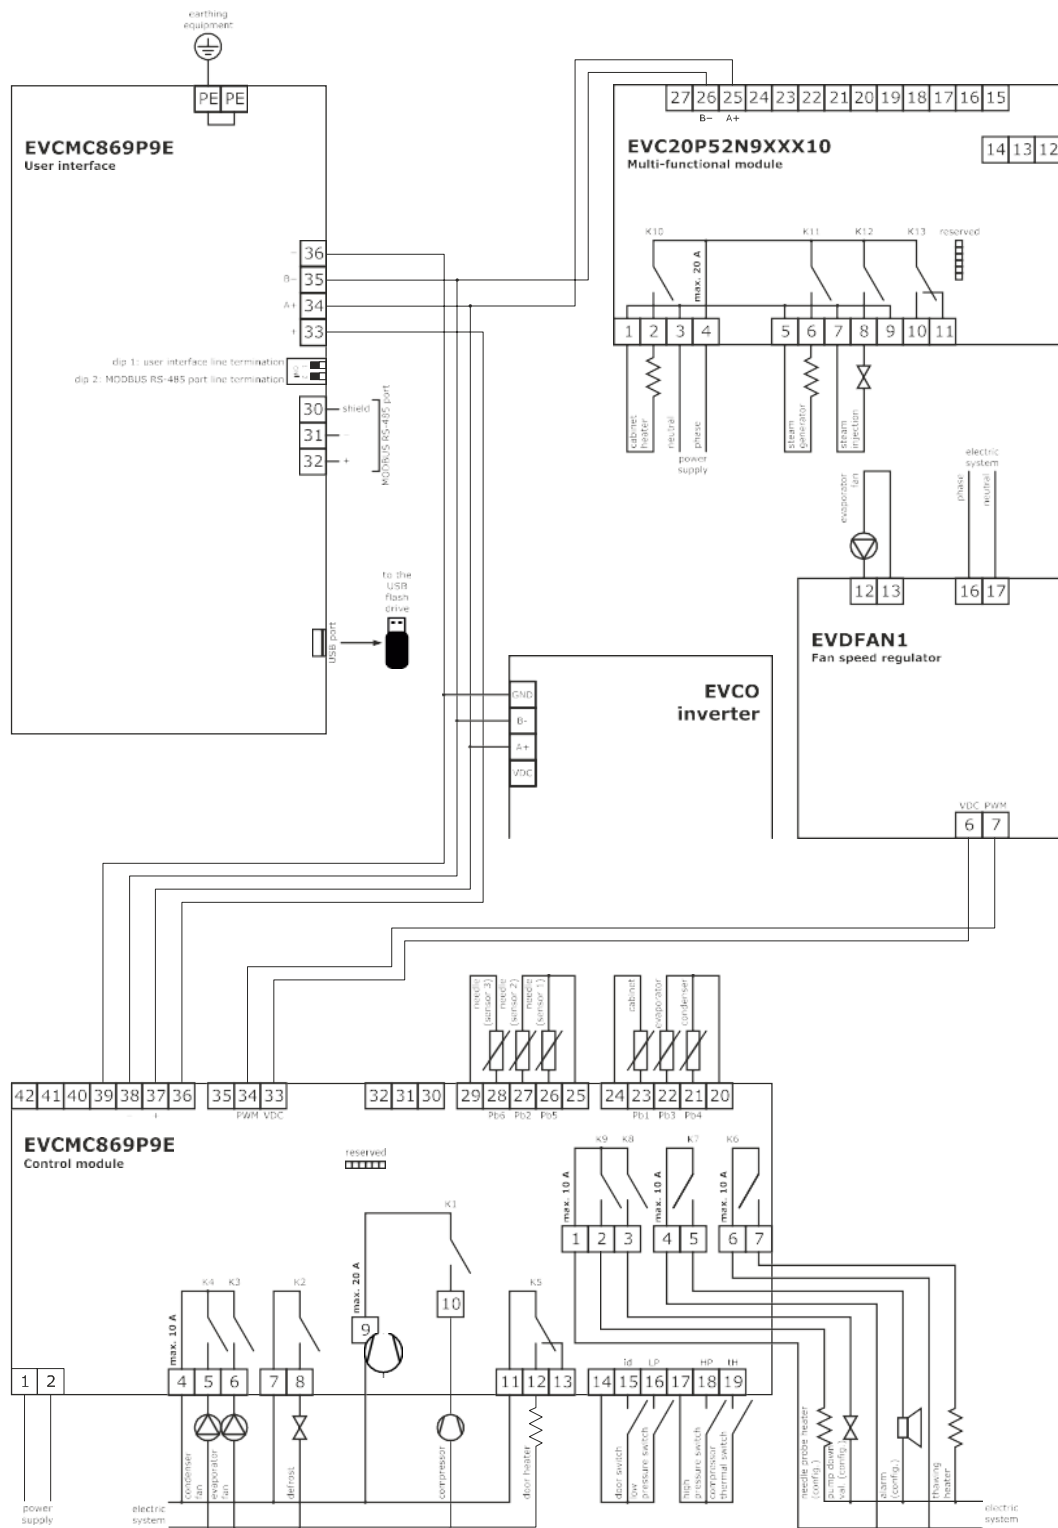 earthing
equipment
PE PE
EVCMC869P9E
User interface
- 36
B- 35
A+ 34
+ 33
dip 1: user interface line termination
dip 2: MODBUS RS-485 port line termination
30 shield
31 -
32 +
MODBUS RS-485 port
USB port
to the
USB
flash
drive
27 26 25 24 23 22 21 20 19 18 17 16 15
B- A+
EVC20P52N9XXX10
Multi-functional module
14 13 12
K10 K11 K12 K13 reserved
max. 20 A
1 2 3 4 5 6 7 8 9 10 11
cabinet
heater
neutral
phase
power
supply
steam
generator
steam
injection
evaporator
fan
electric
system
phase
neutral
12 13 16 17
EVDFAN1
Fan speed regulator
VDC PWM
6 7
EVCO
inverter
GND
B-
A+
VDC
needle
(sensor 3)
needle
(sensor 2)
needle
(sensor 1)
cabinet
evaporator
condenser
42 41 40 39 38 37 36 35 34 33 32 31 30 29 28 27 26 25 24 23 22 21 20
- + PWM VDC Pb6 Pb2 Pb5 Pb1 Pb3 Pb4
EVCMC869P9E
Control module
reserved
K9 K8 K7 K6
max. 10 A
max. 10 A
max. 10 A
1 2 3 4 5 6 7
K1
max. 20 A
9 10
K4 K3 K2 K5
max. 10 A
id LP HP tH
1 2 4 5 6 7 8 11 12 13 14 15 16 17 18 19
condenser
fan
evaporator
fan
defrost
compressor
door heater
door switch
low
pressure switch
high
pressure switch
compressor
thermal switch
needle probe heater
(config.)
pump down
val. (config.)
alarm
(config.)
thawing
heater
power
supply
electric
system
electric
system